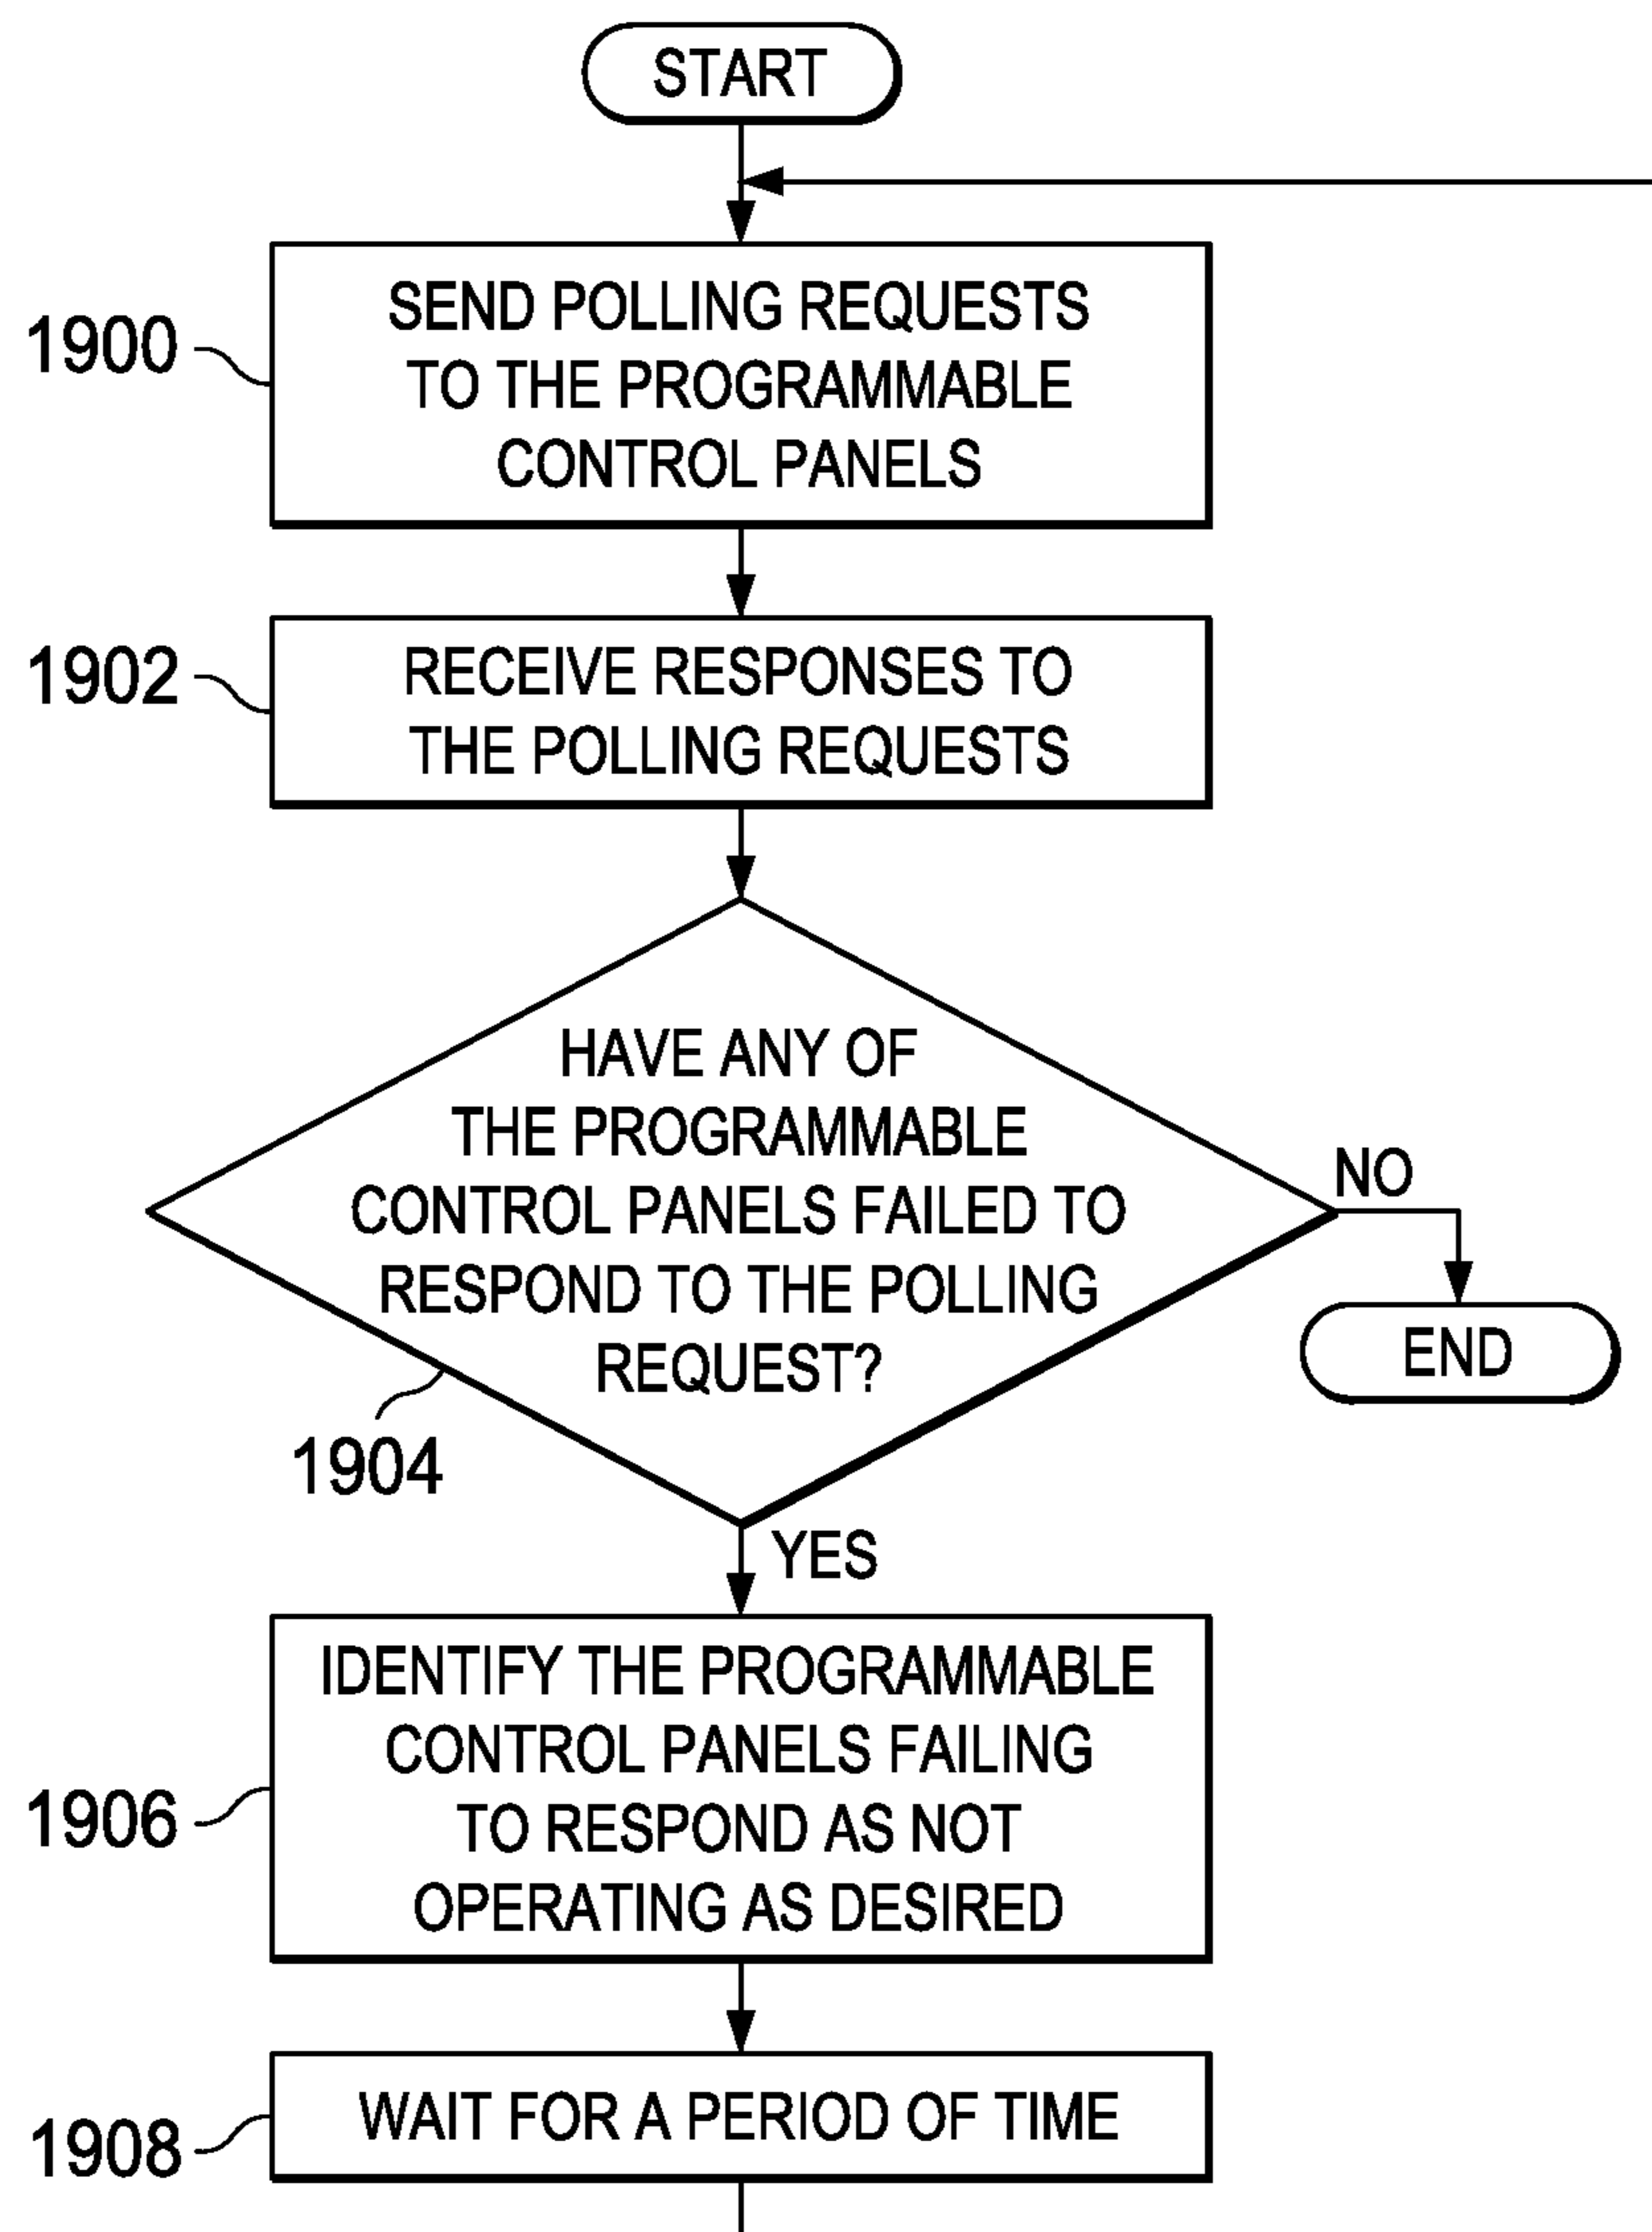 START
1900
SEND POLLING REQUESTS
TO THE PROGRAMMABLE
CONTROL PANELS
1902
RECEIVE RESPONSES TO
THE POLLING REQUESTS
HAVE ANY OF
THE PROGRAMMABLE
CONTROL PANELS FAILED TO
RESPOND TO THE POLLING
REQUEST?
NO
END
1904
YES
IDENTIFY THE PROGRAMMABLE
CONTROL PANELS FAILING
TO RESPOND AS NOT
OPERATING AS DESIRED
1906
WAIT FOR A PERIOD OF TIME
1908